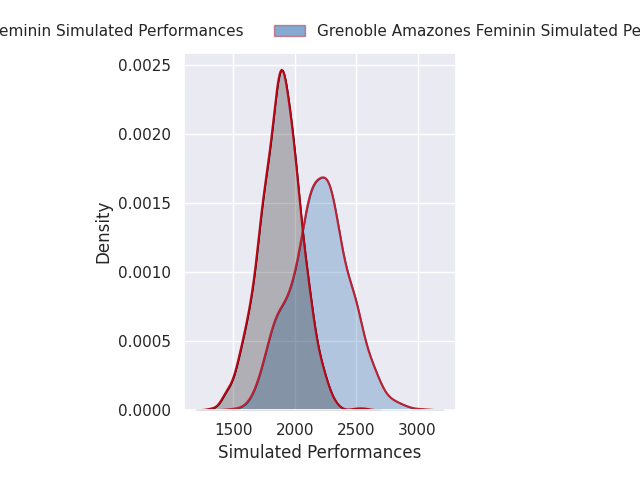 eminin Simulated Performances Grenoble Amazones Feminin Simulated Pe
0.0025
0.0020
0.0015
0.0010
0.0005
0.0000
Density
1500 2000 2500 3000
Simulated Performances